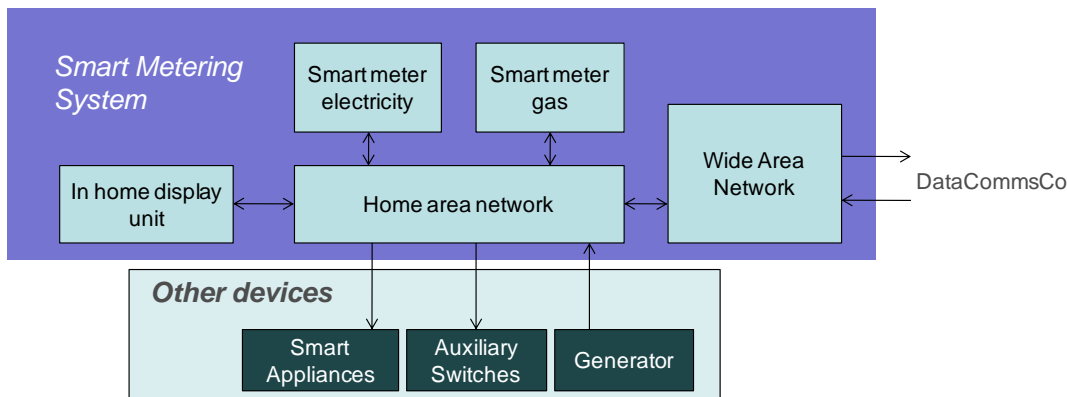 Smart Metering
System
Smart meter
electricity
Smart meter
gas
Wide Area
Network
DataCommsCo
In home display
unit
Home area network
Other devices
Smart
Appliances
Auxiliary
Switches
Generator